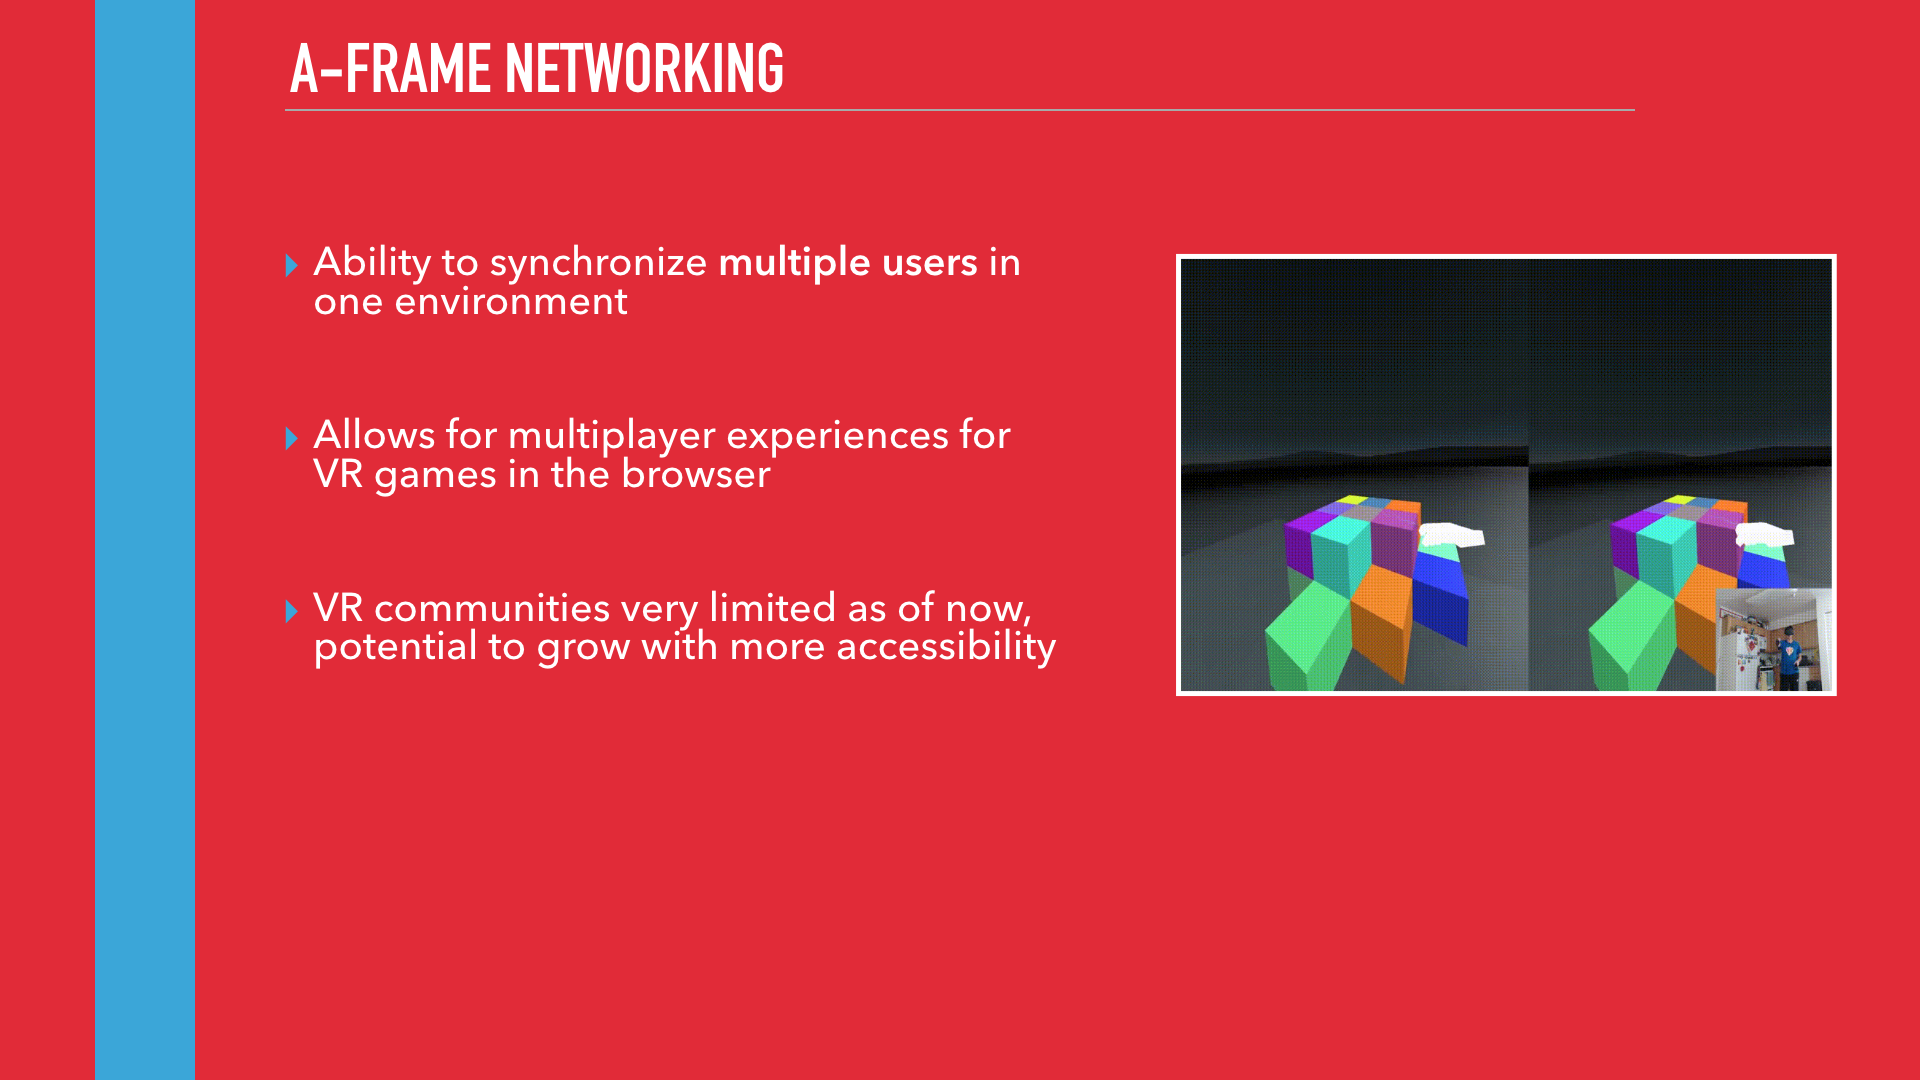 A-FRAME NETWORKING
Ability to synchronize multiple users in
one environment
Allows for multiplayer experiences for
VR games in the browser
VR communities very limited as of now,
potential to grow with more accessibility